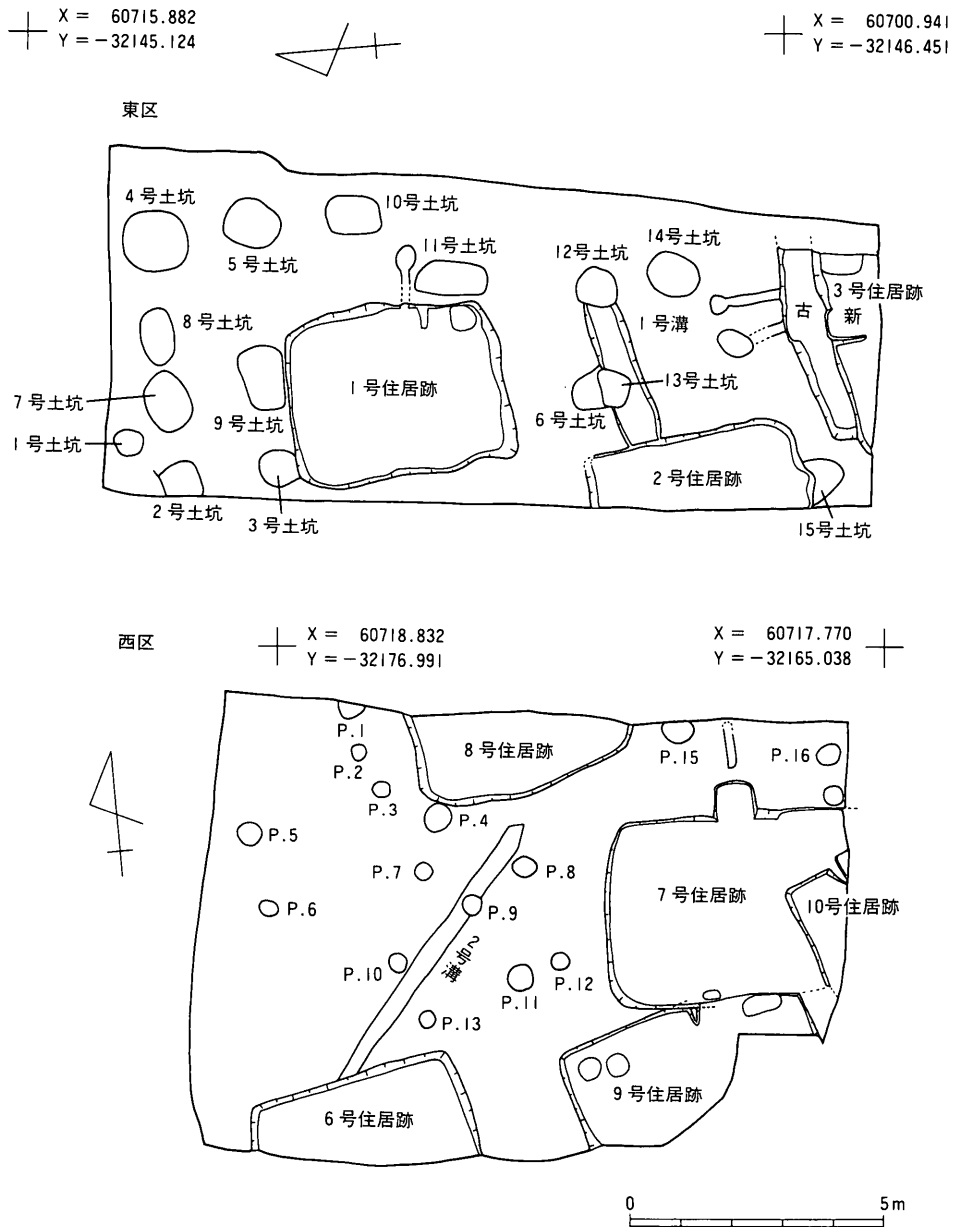 X = 60715.882
Y = −32145.124
X = 60700.941
Y = −32146.451
東区
4号土坑
5号土坑
10号土坑
11号土坑
12号土坑
14号土坑
3号住居跡
古
新
1号溝
8号土坑
7号土坑
9号土坑
1号住居跡
13号土坑
6号土坑
1号土坑
2号土坑
3号土坑
2号住居跡
15号土坑
西区
X = 60718.832
Y = −32176.991
X = 60717.770
Y = −32165.038
P.1
P.2
P.3
P.4
8号住居跡
P.15
P.16
P.5
P.7
P.8
P.6
P.9
7号住居跡
10号住居跡
2号溝
P.10
P.11
P.12
P.13
6号住居跡
9号住居跡
0 5m